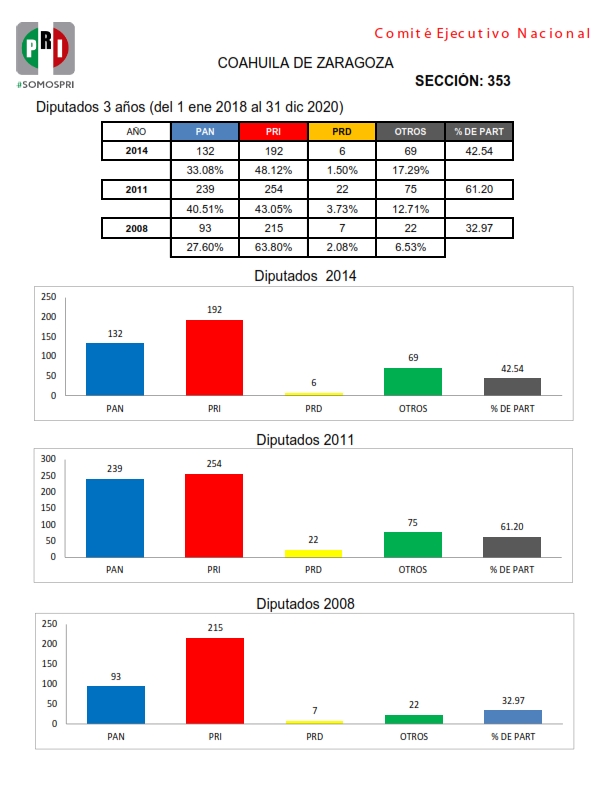 PRI
#SOMOSPRI
Comité Ejecutivo Nacional
COAHUILA DE ZARAGOZA
SECCIÓN: 353
Diputados 3 años (del 1 ene 2018 al 31 dic 2020)
AÑO PAN PRI PRD OTROS % DE PART
2014 132 192 6 69 42.54
33.08% 48.12% 1.50% 17.29%
2011 239 254 22 75 61.20
40.51% 43.05% 3.73% 12.71%
2008 93 215 7 22 32.97
27.60% 63.80% 2.08% 6.53%
Diputados 2014
250
200
150
100
50
0
132 192 6 69 42.54
PAN PRI PRD OTROS % DE PART
Diputados 2011
300
250
200
150
100
50
0
239 254 22 75 61.20
PAN PRI PRD OTROS % DE PART
Diputados 2008
250
200
150
100
50
0
93 215 7 22 32.97
PAN PRI PRD OTROS % DE PART